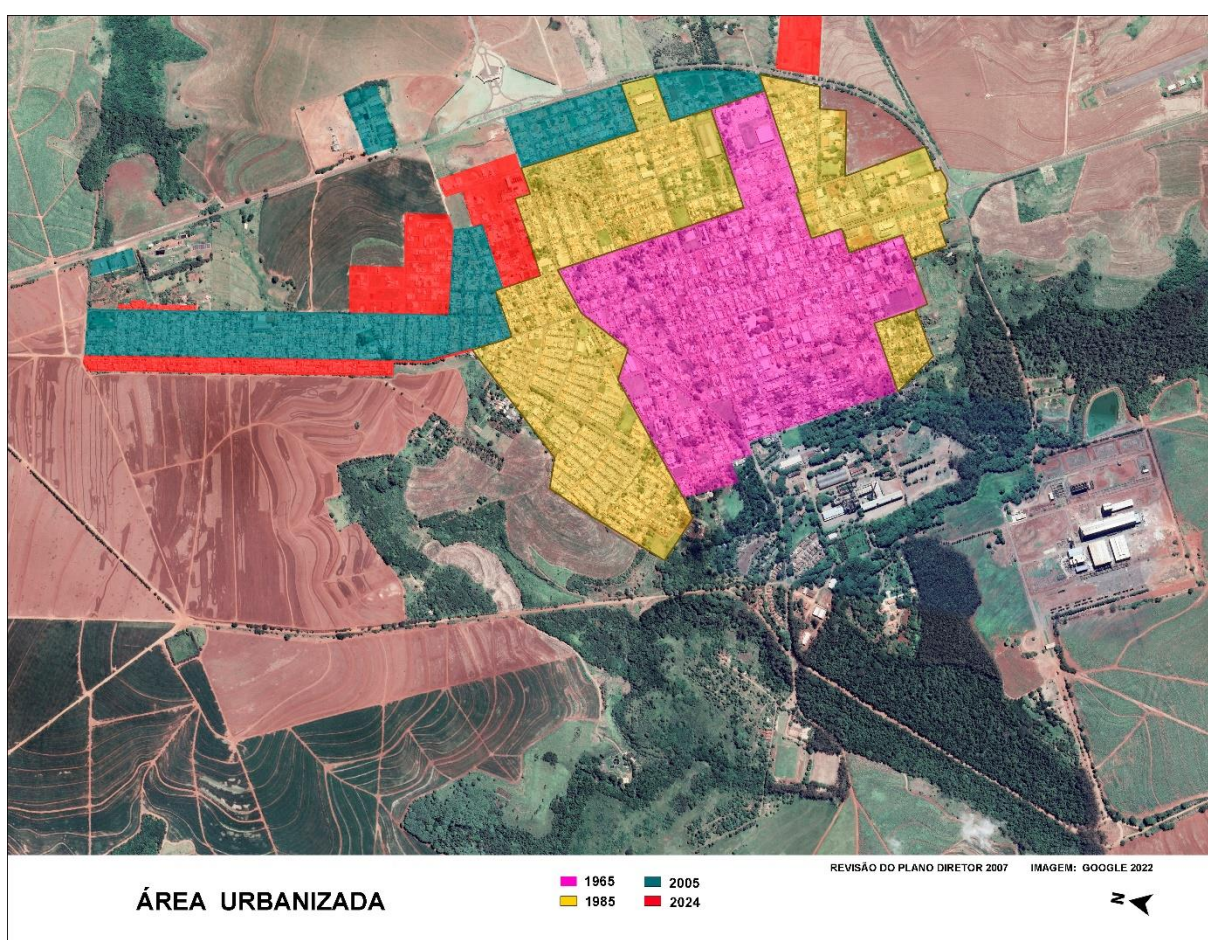 REVISÃO DO PLANO DIRETOR 2007 IMAGEM: GOOGLE 2022
ÁREA URBANIZADA
1965
2005
1985
2024
N